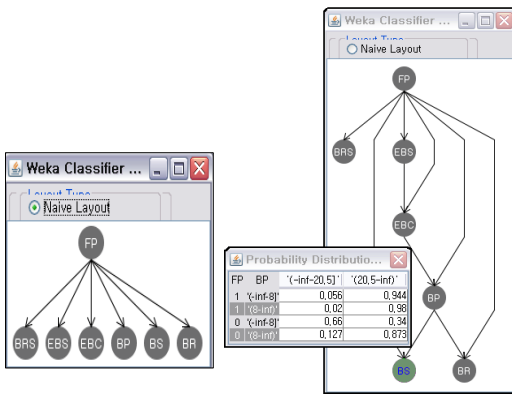 Weka Classifier ...
Naive Layout
FP
BRS
EBS
EBC
BP
BS
BR
Weka Classifier ...
Layout Type
Naive Layout
FP
BRS
EBS
EBC
BP
BS
BR
Probability Distributio...
FP BP '(-inf-20,5]' '(20,5-inf)'
1 '(-inf-8]' 0,056 0,944
1 '(8-inf)' 0,02 0,98
0 '(-inf-8]' 0,66 0,34
0 '(8-inf)' 0,127 0,873